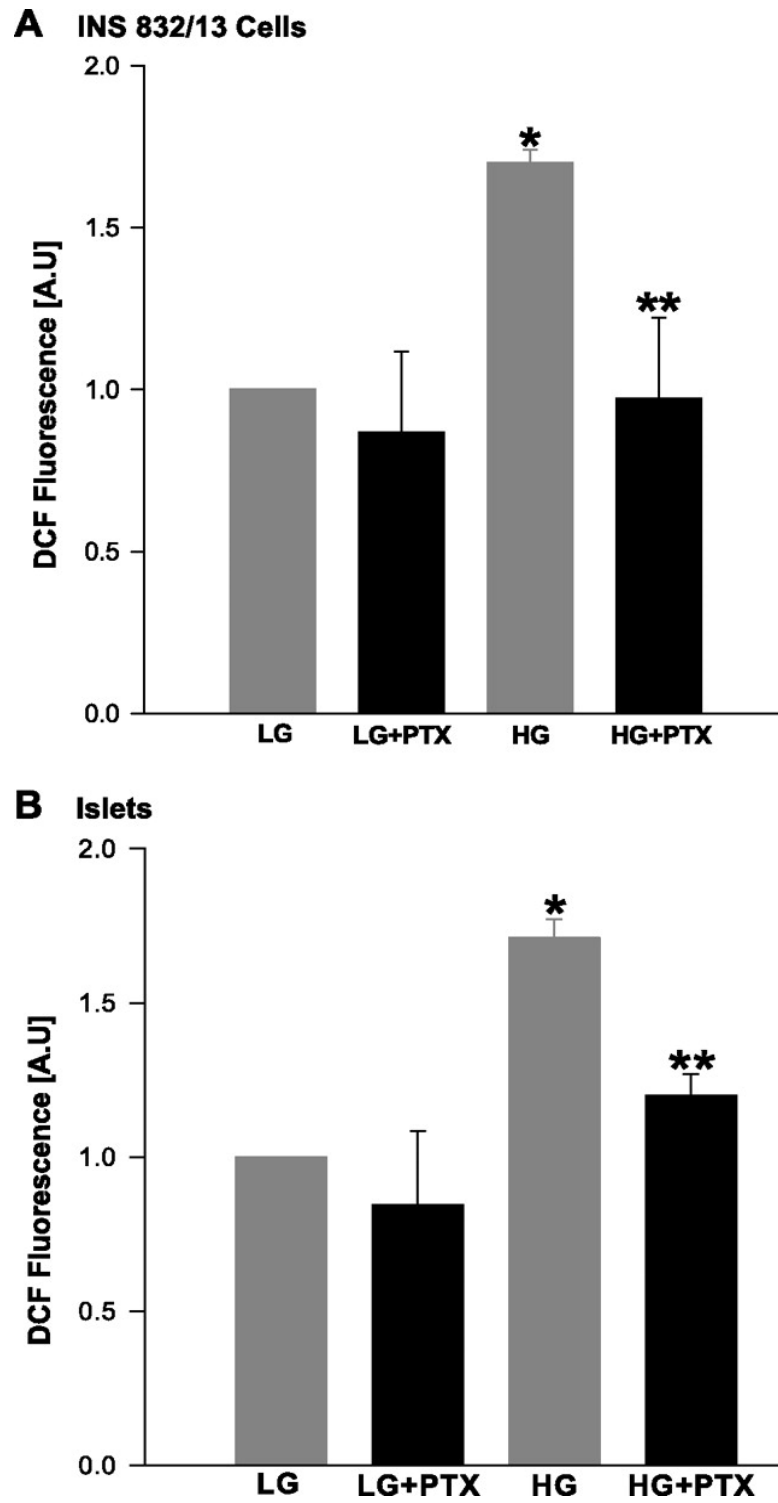 A INS 832/13 Cells
DCF Fluorescence [A.U]
2.0
*
1.5
**
1.0
0.5
0.0
LG LG+PTX HG HG+PTX
B Islets
DCF Fluorescence [A.U]
2.0
*
1.5
**
1.0
0.5
0.0
LG LG+PTX HG HG+PTX